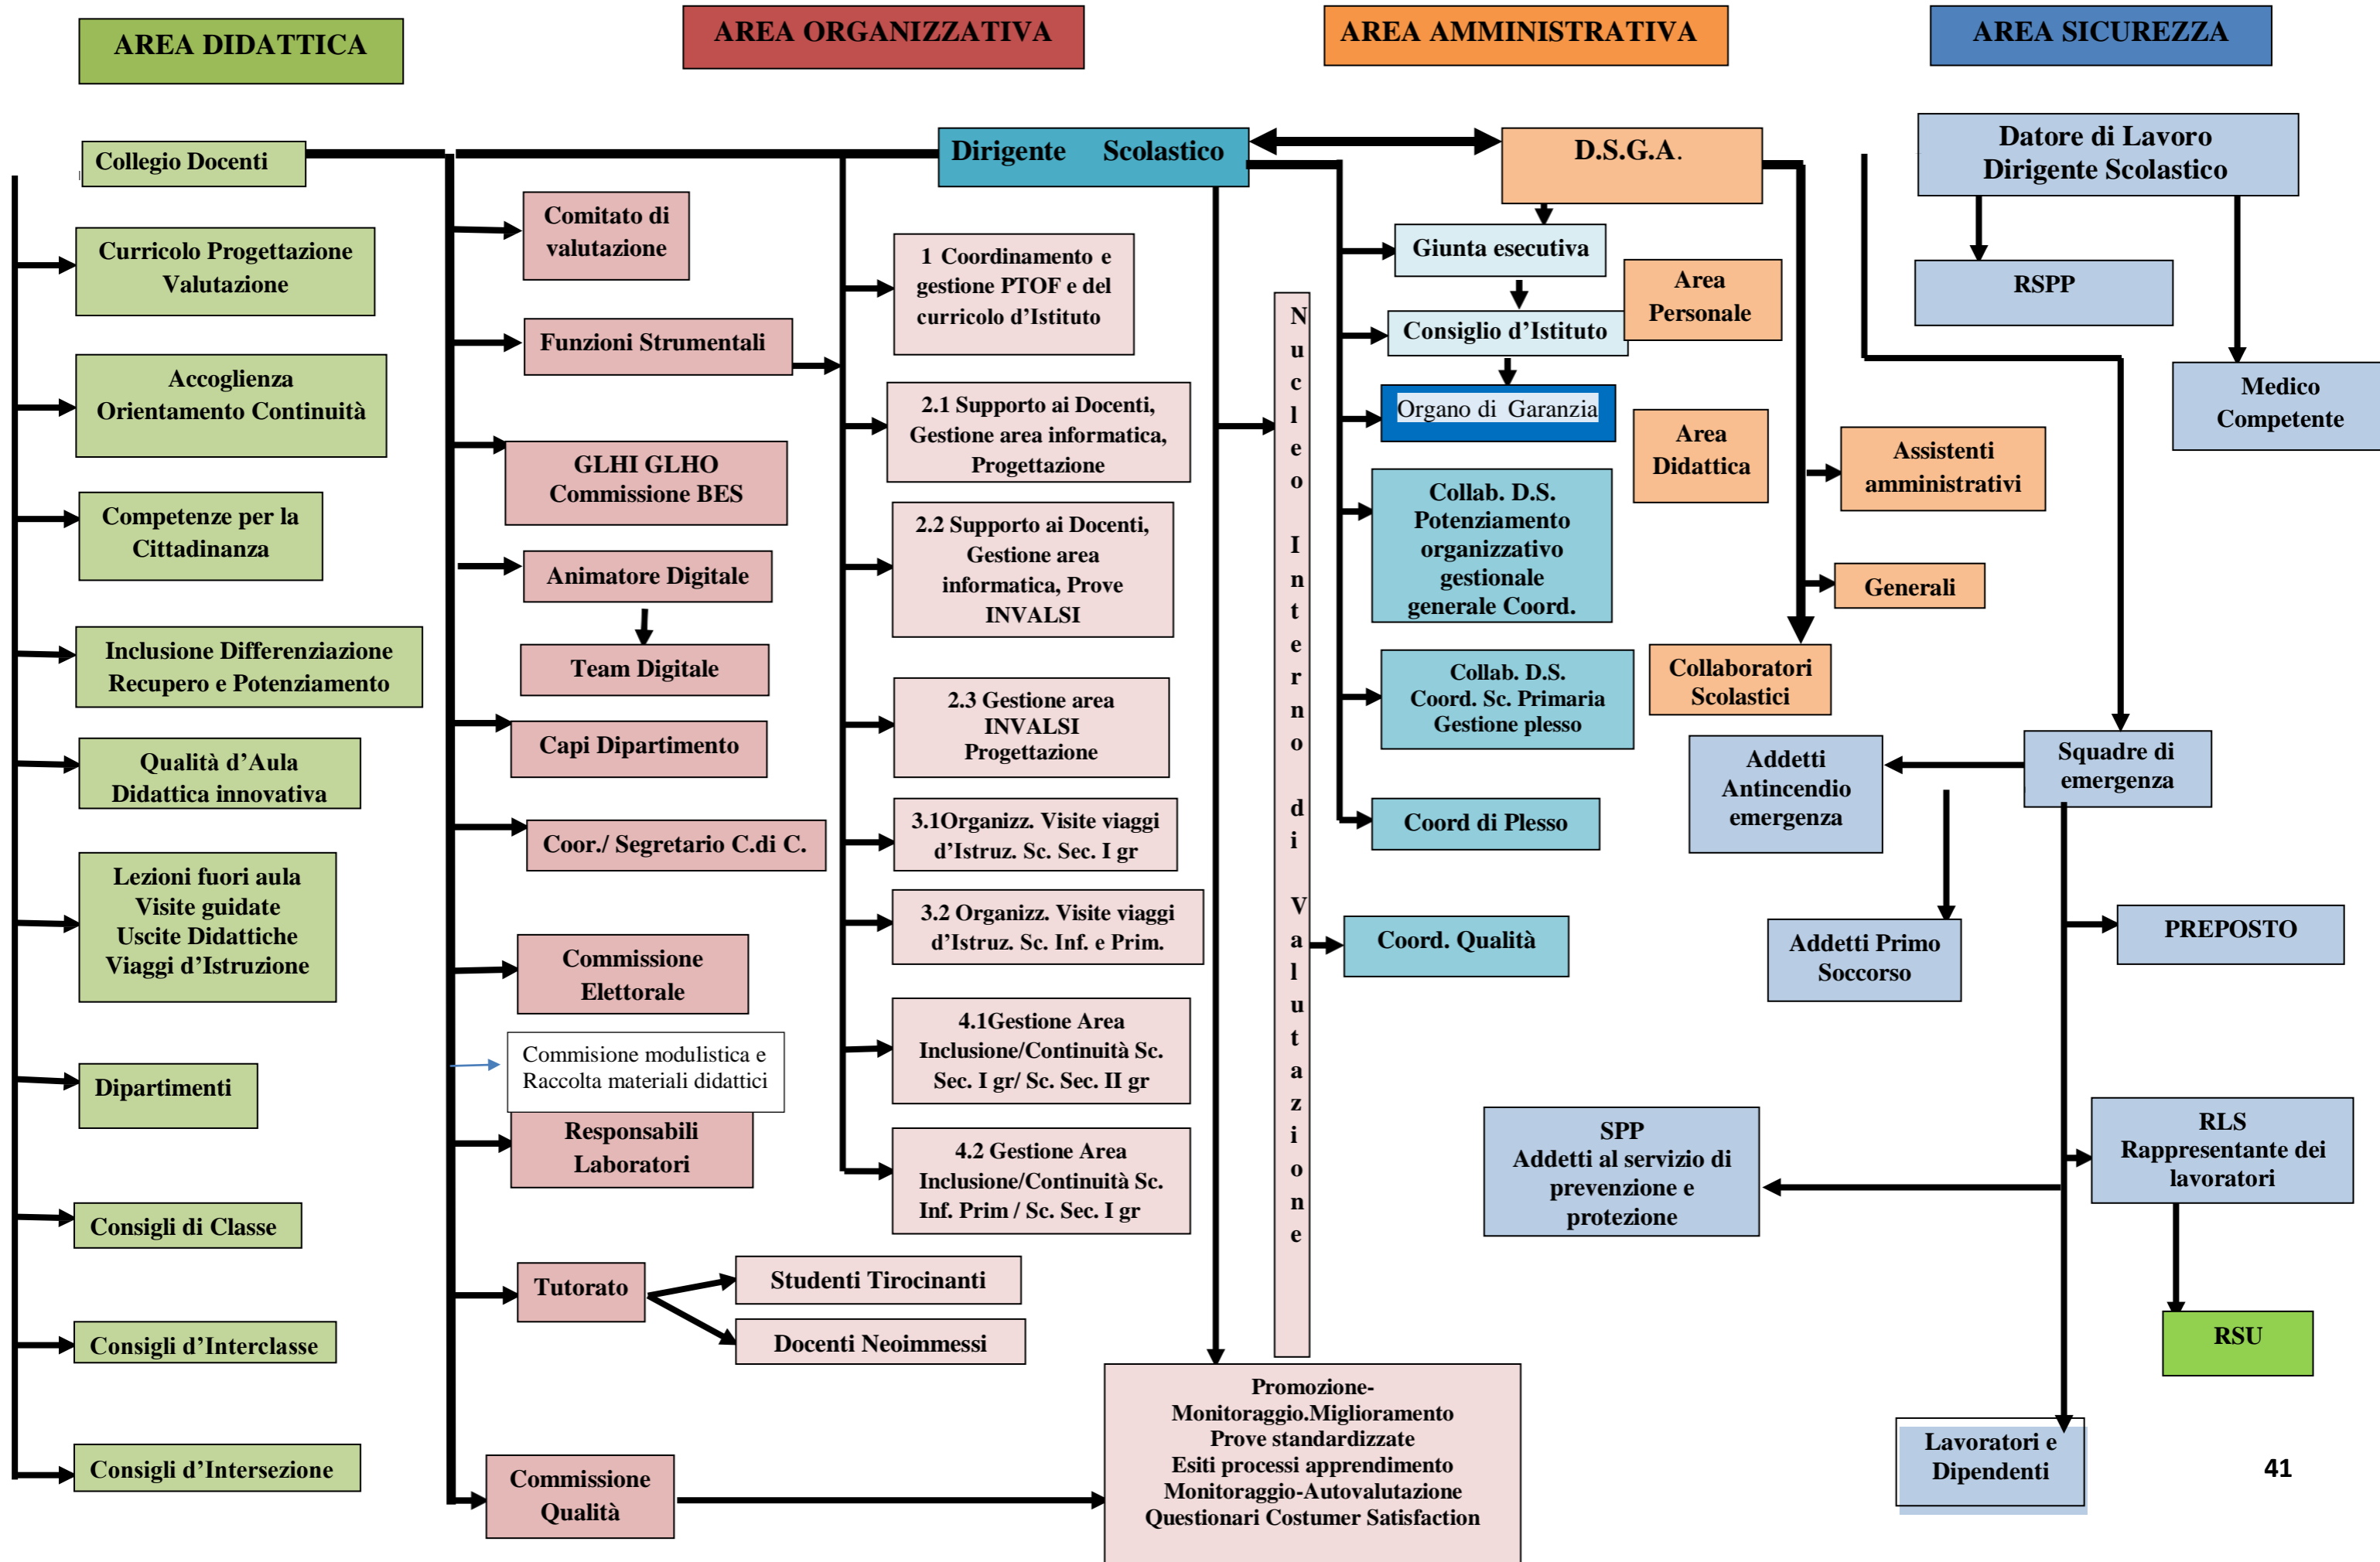 AREA DIDATTICA
AREA ORGANIZZATIVA
AREA AMMINISTRATIVA
AREA SICUREZZA
Collegio Docenti
Curricolo Progettazione
Valutazione
Accoglienza
Orientamento Continuità
Competenze per la
Cittadinanza
Inclusione Differenziazione
Recupero e Potenziamento
Qualità d’Aula
Didattica innovativa
Lezioni fuori aula
Visite guidate
Uscite Didattiche
Viaggi d’Istruzione
Dipartimenti
Consigli di Classe
Consigli d’Interclasse
Consigli d’Intersezione
Comitato di
valutazione
Funzioni Strumentali
GLHI GLHO
Commissione BES
Animatore Digitale
Team Digitale
Capi Dipartimento
Coor./ Segretario C.di C.
Commissione
Elettorale
Commisione modulistica e
Raccolta materiali didattici
Responsabili
Laboratori
Tutorato
Studenti Tirocinanti
Docenti Neoimmessi
Commissione
Qualità
Dirigente Scolastico
1 Coordinamento e
gestione PTOF e del
curricolo d’Istituto
2.1 Supporto ai Docenti,
Gestione area informatica,
Progettazione
2.2 Supporto ai Docenti,
Gestione area
informatica, Prove
INVALSI
2.3 Gestione area
INVALSI
Progettazione
3.1Organizz. Visite viaggi
d’Istruz. Sc. Sec. I gr
3.2 Organizz. Visite viaggi
d’Istruz. Sc. Inf. e Prim.
4.1Gestione Area
Inclusione/Continuità Sc.
Sec. I gr/ Sc. Sec. II gr
4.2 Gestione Area
Inclusione/Continuità Sc.
Inf. Prim / Sc. Sec. I gr
Promozione-
Monitoraggio.Miglioramento
Prove standardizzate
Esiti processi apprendimento
Monitoraggio-Autovalutazione
Questionari Costumer Satisfaction
Nucleo Interno di Valutazione
D.S.G.A.
Giunta esecutiva
Consiglio d’Istituto
Organo di Garanzia
Collab. D.S.
Potenziamento
organizzativo
gestionale
generale Coord.
Collab. D.S.
Coord. Sc. Primaria
Gestione plesso
Coord di Plesso
Coord. Qualità
Area
Personale
Area
Didattica
Assistenti
amministrativi
Generali
Collaboratori
Scolastici
Datore di Lavoro
Dirigente Scolastico
RSPP
Medico
Competente
Squadre di
emergenza
Addetti
Antincendio
emergenza
Addetti Primo
Soccorso
PREPOSTO
SPP
Addetti al servizio di
prevenzione e
protezione
RLS
Rappresentante dei
lavoratori
RSU
Lavoratori e
Dipendenti
41